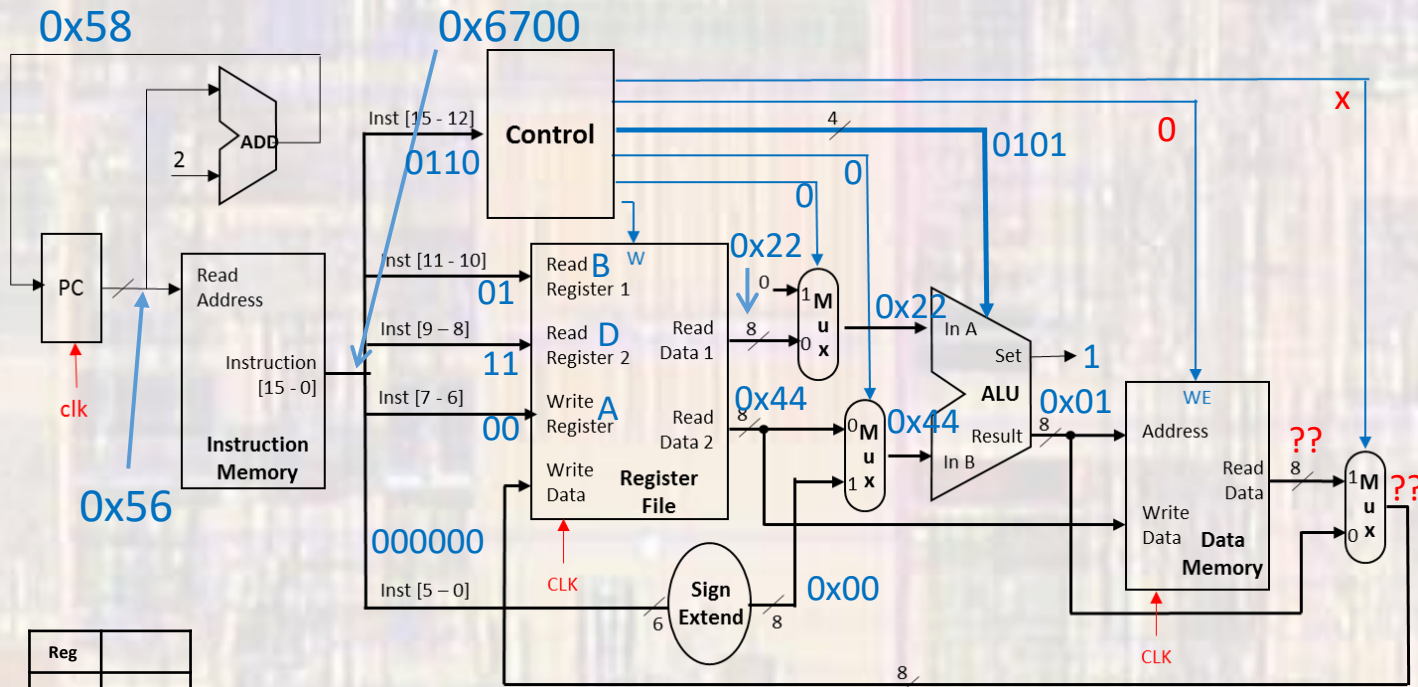 0x58
0x6700
ADD
2
PC
clk
0x56
Read
Address
Instruction
[15 - 0]
Instruction
Memory
Inst [15 - 12]
0110
Control
4
0101
0
0
0
x
Inst [11 - 10]
01
Inst [9 – 8]
11
Inst [7 - 6]
00
000000
Inst [5 – 0]
6
Sign
Extend
8
0x00
W
Read B
Register 1
Read D
Register 2
Write A
Register
Write
Data
Read
Data 1
Read
Data 2
Register
File
CLK
0x22
8
0
1
0
M
u
x
0x22
0x44
8
0
1
M
u
x
0x44
In A
Set
1
ALU
Result
In B
0x01
8
WE
Address
Read
Data
Write
Data
Data
Memory
CLK
??
8
1
0
M
u
x
??
8
Reg